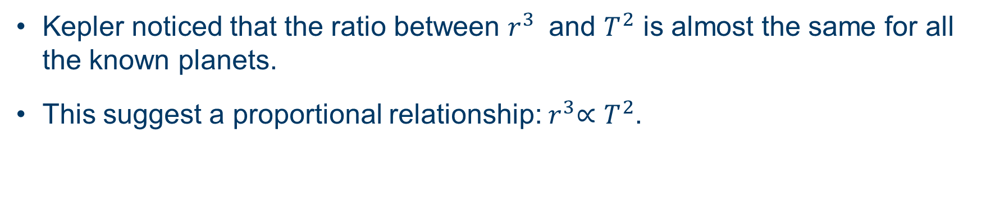 • Kepler noticed that the ratio between r³ and T² is almost the same for all
the known planets.
• This suggest a proportional relationship: r³∝ T².